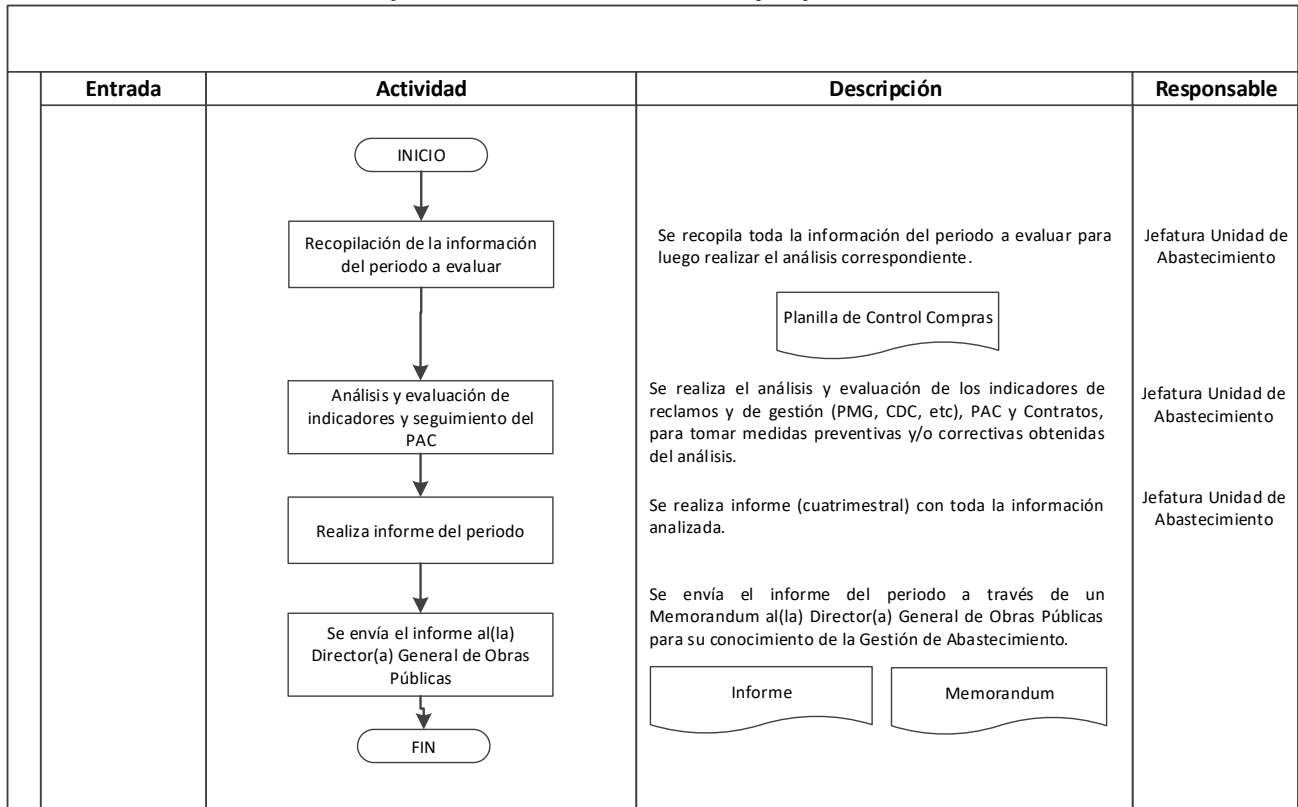 Entrada
Actividad
Descripción
Responsable
INICIO
Recopilación de la información
del periodo a evaluar
Se recopila toda la información del periodo a evaluar para
luego realizar el análisis correspondiente.
Jefatura Unidad de
Abastecimiento
Planilla de Control Compras
Análisis y evaluación de
indicadores y seguimiento del
PAC
Se realiza el análisis y evaluación de los indicadores de
reclamos y de gestión (PMG, CDC, etc), PAC y Contratos,
para tomar medidas preventivas y/o correctivas obtenidas
del análisis.
Jefatura Unidad de
Abastecimiento
Realiza informe del periodo
Se realiza informe (cuatrimestral) con toda la información
analizada.
Jefatura Unidad de
Abastecimiento
Se envía el informe al(la)
Director(a) General de Obras
Públicas
Se envía el informe del periodo a través de un
Memorandum al(la) Director(a) General de Obras Públicas
para su conocimiento de la Gestión de Abastecimiento.
Informe
Memorandum
FIN